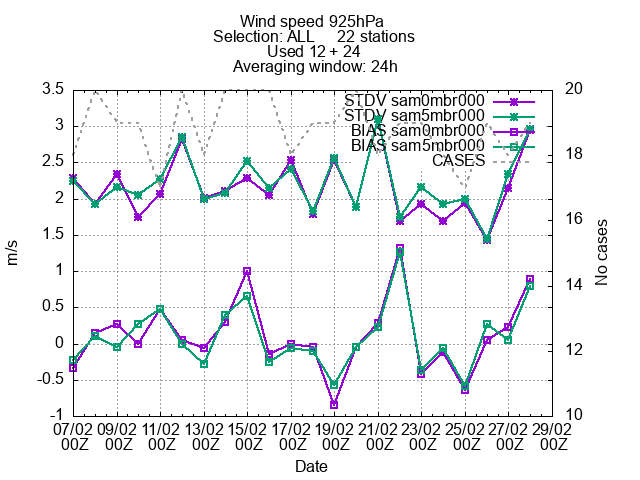 Wind speed 925hPa
Selection: ALL     22 stations
Used 12 + 24
Averaging window: 24h
STDV sam0mbr000
STDV sam5mbr000
BIAS sam0mbr000
BIAS sam5mbr000
CASES
m/s
3.5
3
2.5
2
1.5
1
0.5
0
-0.5
-1
No cases
20
18
16
14
12
10
07/02 09/02 11/02 13/02 15/02 17/02 19/02 21/02 23/02 25/02 27/02 29/02
00Z 00Z 00Z 00Z 00Z 00Z 00Z 00Z 00Z 00Z 00Z 00Z
Date